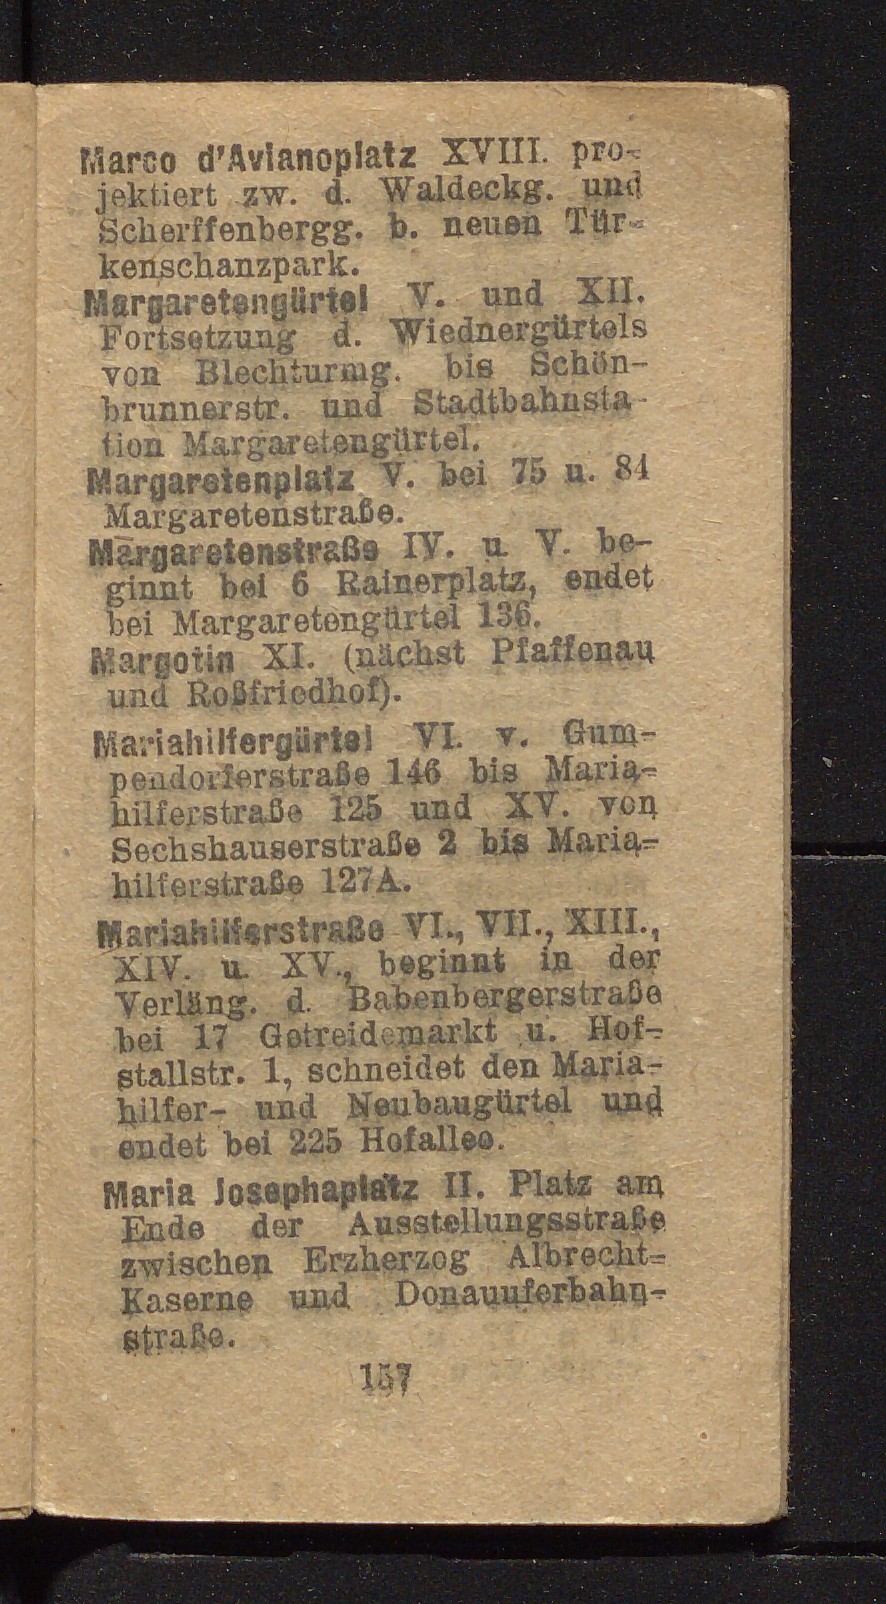 Marco d'Avianoplatz XVIII. pro-
jektiert zw. d. Waldeckg. und
Scherffenbergg. b. neuen Tür-
kenschanzpark.
Margaretengürtel V. und XII.
Fortsetzung d. Wiednergürtels
von Blechturmg. bis Schön-
brunnerstr. und Stadtbahnsta-
tion Margaretengürtel.
Margaretenplatz V. bei 75 u. 84
Margaretenstraße.
Margaretenstraße IV. u. V. be-
ginnt bei 6 Rainerplatz, endet
bei Margaretengürtel 136.
Margotin XI. (nächst Pfaffenau
und Roßfriedhof).
Mariahilfergürtel VI. v. Gum-
pendorferstraße 146 bis Maria-
hilferstraße 125 und XV. von
Sechshauserstraße 2 bis Maria-
hilferstraße 127A.
Mariahilferstraße VI., VII., XIII.,
XIV. u. XV., beginnt in der
Verläng. d. Babenbergerstraße
bei 17 Getreidemarkt u. Hof-
stallstr. 1, schneidet den Maria-
hilfer- und Neubaugürtel und
endet bei 225 Hofallee.
Maria Josephaplatz II. Platz am
Ende der Ausstellungsstraße
zwischen Erzherzog Albrecht-
Kaserne und Donauuferbahn-
straße.
157